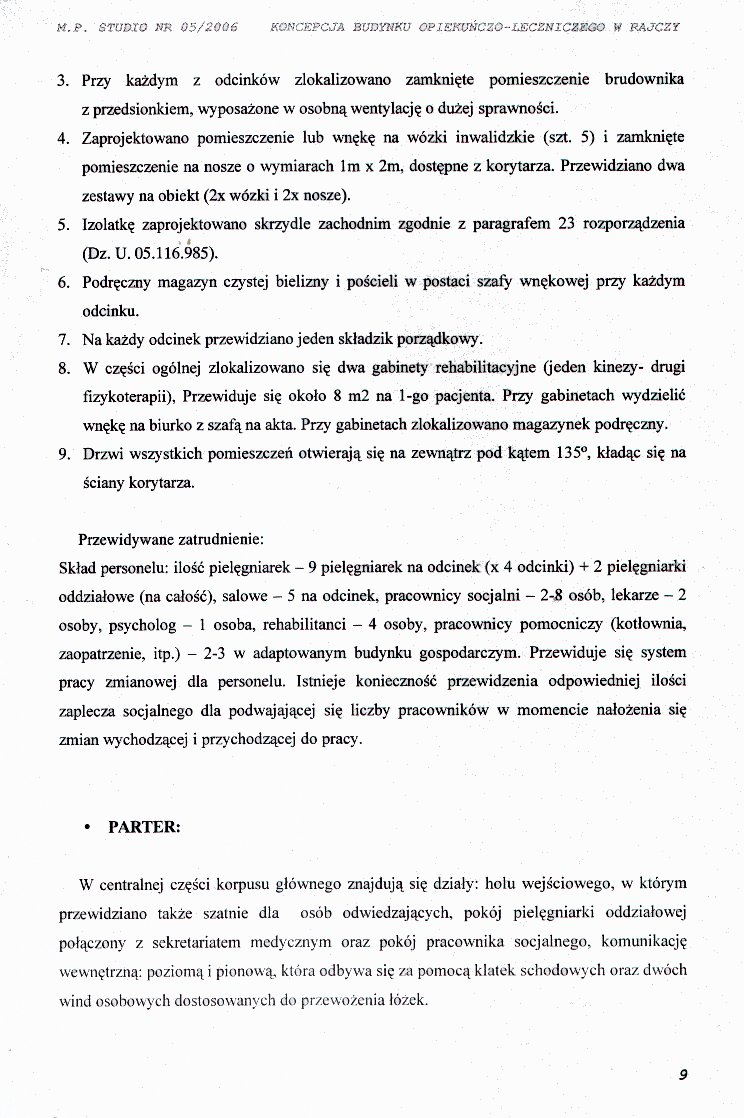 M.P. STUDIO NR 05/2006 KONCEPCJA BUDYNKU OPIEKUŃCZO-LECZNICZEGO W RAJCZY
3. Przy każdym z odcinków zlokalizowano zamknięte pomieszczenie brudownika
z przedsionkiem, wyposażone w osobną wentylację o dużej sprawności.
4. Zaprojektowano pomieszczenie lub wnękę na wózki inwalidzkie (szt. 5) i zamknięte
pomieszczenie na nosze o wymiarach 1m x 2m, dostępne z korytarza. Przewidziano dwa
zestawy na obiekt (2x wózki i 2x nosze).
5. Izolatkę zaprojektowano skrzydle zachodnim zgodnie z paragrafem 23 rozporządzenia
(Dz. U. 05.116.985).
6. Podręczny magazyn czystej bielizny i pościeli w postaci szafy wnękowej przy każdym
odcinku.
7. Na każdy odcinek przewidziano jeden składzik porządkowy.
8. W części ogólnej zlokalizowano się dwa gabinety rehabilitacyjne (jeden kinezy- drugi
fizykoterapii), Przewiduje się około 8 m2 na 1-go pacjenta. Przy gabinetach wydzielić
wnękę na biurko z szafą na akta. Przy gabinetach zlokalizowano magazynek podręczny.
9. Drzwi wszystkich pomieszczeń otwierają się na zewnątrz pod kątem 135°, kładąc się na
ściany korytarza.
Przewidywane zatrudnienie:
Skład personelu: ilość pielęgniarek – 9 pielęgniarek na odcinek (x 4 odcinki) + 2 pielęgniarki
oddziałowe (na całość), salowe – 5 na odcinek, pracownicy socjalni – 2-8 osób, lekarze – 2
osoby, psycholog – 1 osoba, rehabilitanci – 4 osoby, pracownicy pomocniczy (kotłownia,
zaopatrzenie, itp.) – 2-3 w adaptowanym budynku gospodarczym. Przewiduje się system
pracy zmianowej dla personelu. Istnieje konieczność przewidzenia odpowiedniej ilości
zaplecza socjalnego dla podwajającej się liczby pracowników w momencie nałożenia się
zmian wychodzącej i przychodzącej do pracy.
• PARTER:
W centralnej części korpusu głównego znajdują się działy: holu wejściowego, w którym
przewidziano także szatnie dla osób odwiedzających, pokój pielęgniarki oddziałowej
połączony z sekretariatem medycznym oraz pokój pracownika socjalnego, komunikację
wewnętrzną: poziomą i pionową, która odbywa się za pomocą klatek schodowych oraz dwóch
wind osobowych dostosowanych do przewożenia łóżek.
9